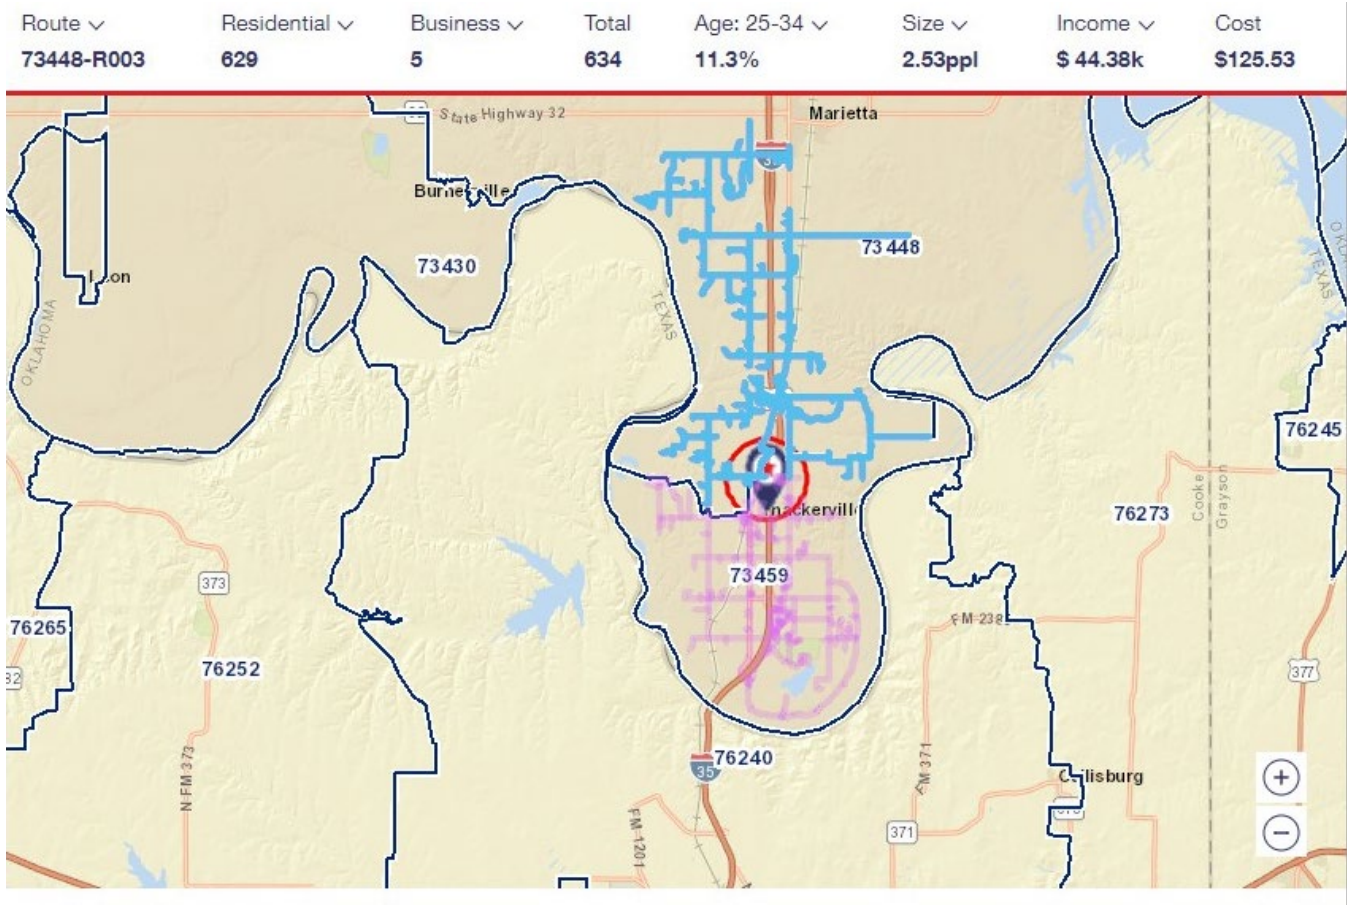 Route Residential Business Total Age: 25-34 Size Income Cost
73448-R003 629 5 634 11.3% 2.53ppl $ 44.38k $125.53
State Highway 32
Marietta
73448
73430
TEXAS
OKLAHOMA
TEXAS
76245
Cooke
Grayson
76273
73459
373
FM 2383
76265
76252
377
76240
35
N FM 373
FM 371
FM 1201
371